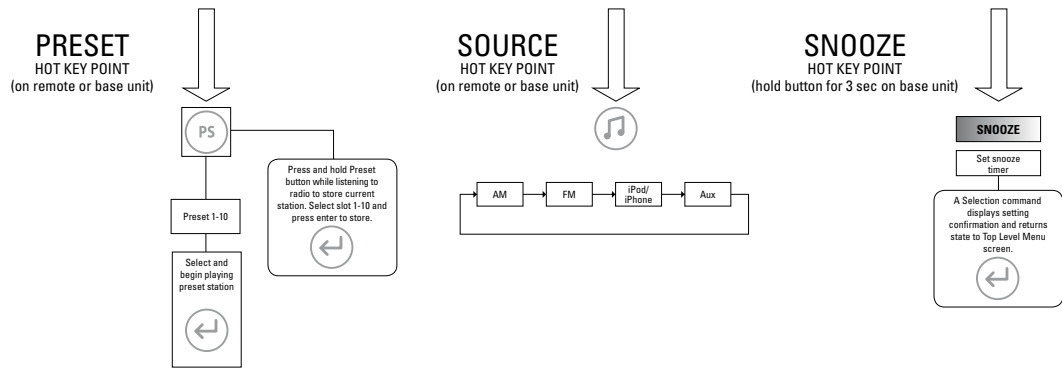 PRESET
HOT KEY POINT
(on remote or base unit)
PS
Press and hold Preset
button while listening to
radio to store current
station. Select slot 1-10 and
press enter to store.
Preset 1-10
Select and
begin playing
preset station
SOURCE
HOT KEY POINT
(on remote or base unit)
AM
FM
iPod/
iPhone
Aux
SNOOZE
HOT KEY POINT
(hold button for 3 sec on base unit)
SNOOZE
Set snooze
timer
A Selection command
displays setting
confirmation and returns
state to Top Level Menu
screen.